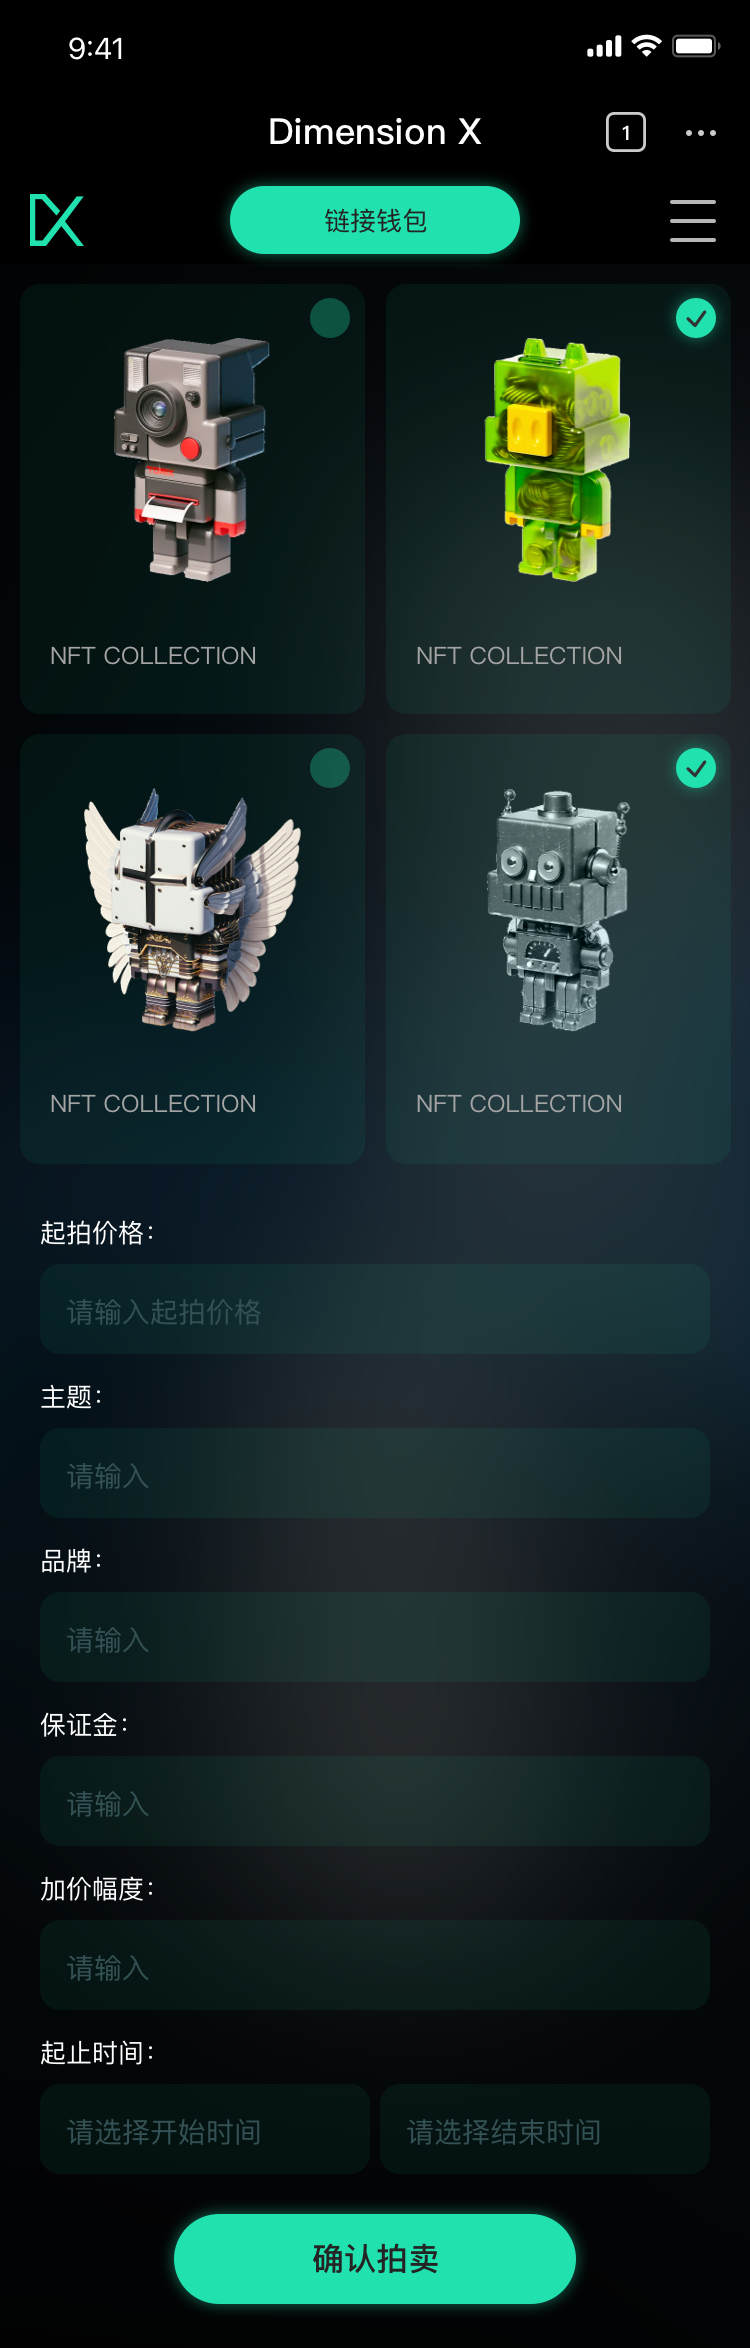 9:41
Dimension X
1
链接钱包
NFT COLLECTION
NFT COLLECTION
NFT COLLECTION
NFT COLLECTION
起拍价格：
请输入起拍价格
主题：
请输入
品牌：
请输入
保证金：
请输入
加价幅度：
请输入
起止时间：
请选择开始时间
请选择结束时间
确认拍卖